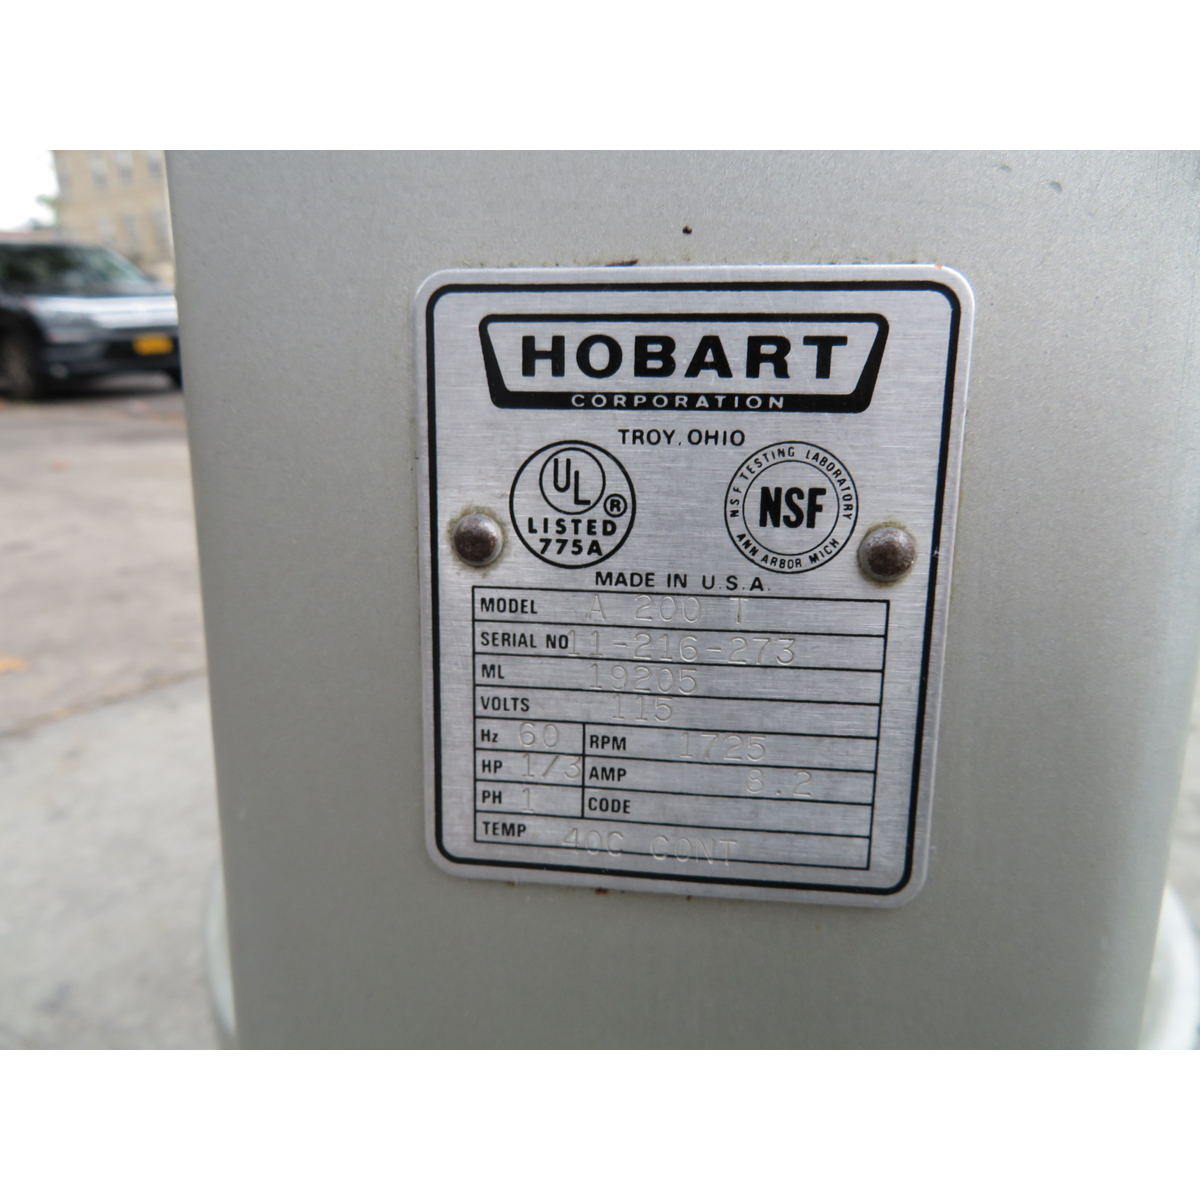 HOBART
CORPORATION
TROY, OHIO
UL ®
LISTED
775A
NSF TESTING LABORATORY
NSF
ANN ARBOR MICH
MADE IN U.S.A.
MODEL A 200 T
SERIAL NO 11-216-273
ML 19205
VOLTS 115
Hz 60 RPM 1725
HP 1/3 AMP 8.2
PH 1 CODE
TEMP 40C CONT